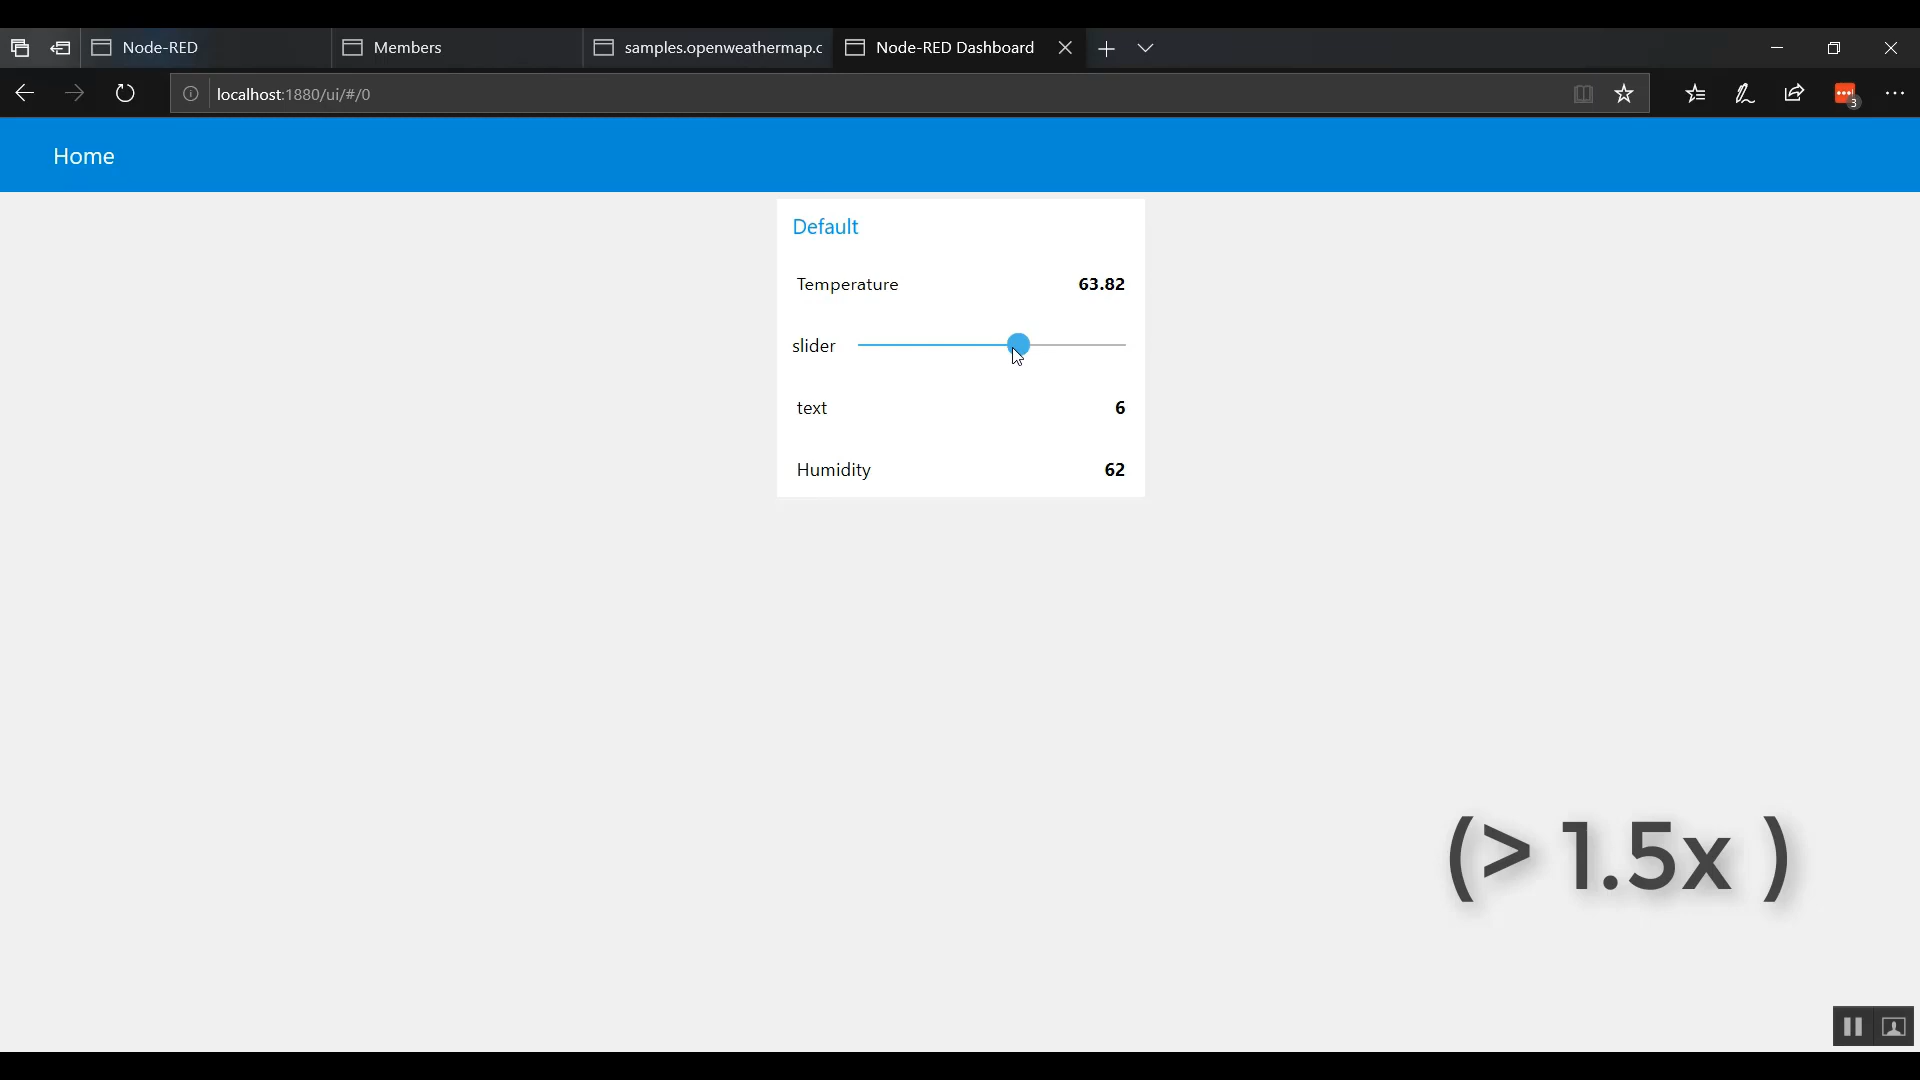 Node-RED
Members
samples.openweathermap.c
Node-RED Dashboard
localhost:1880/ui/#/0
3
Home
Default
Temperature 63.82
slider
text 6
Humidity 62
(> 1.5x )